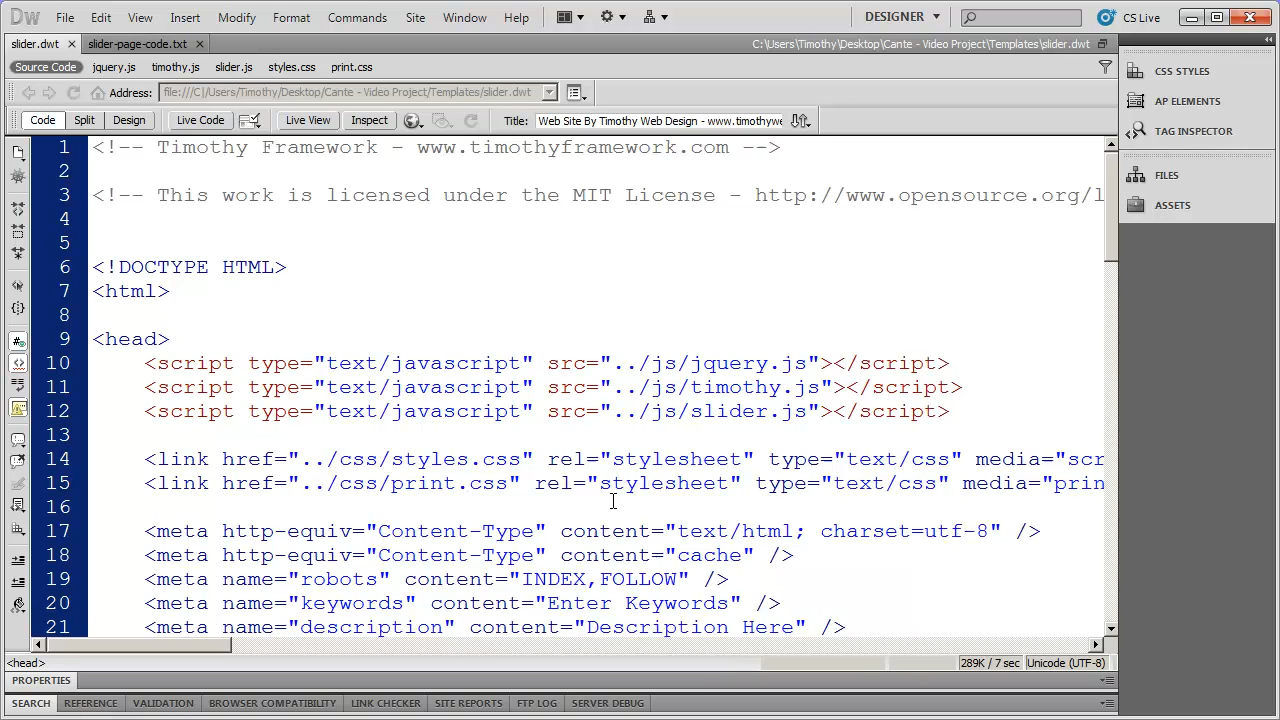 Dw File Edit View Insert Modify Format Commands Site Window Help DESIGNER CS Live
slider.dwt slider-page-code.txt C:\Users\Timothy\Desktop\Cante - Video Project\Templates\slider.dwt
Source Code jquery.js timothy.js slider.js styles.css print.css
Address: file:///C|/Users/Timothy/Desktop/Cante - Video Project/Templates/slider.dwt
Code Split Design Live Code Live View Inspect Title: Web Site By Timothy Web Design - www.timothywe
1 <!-- Timothy Framework - www.timothyframework.com -->
2
3 <!-- This work is licensed under the MIT License - http://www.opensource.org/l
4
5
6 <!DOCTYPE HTML>
7 <html>
8
9 <head>
10 <script type="text/javascript" src="../js/jquery.js"></script>
11 <script type="text/javascript" src="../js/timothy.js"></script>
12 <script type="text/javascript" src="../js/slider.js"></script>
13
14 <link href="../css/styles.css" rel="stylesheet" type="text/css" media="scr
15 <link href="../css/print.css" rel="stylesheet" type="text/css" media="prin
16
17 <meta http-equiv="Content-Type" content="text/html; charset=utf-8" />
18 <meta http-equiv="Content-Type" content="cache" />
19 <meta name="robots" content="INDEX,FOLLOW" />
20 <meta name="keywords" content="Enter Keywords" />
21 <meta name="description" content="Description Here" />
<head> 289K / 7 sec Unicode (UTF-8)
PROPERTIES
SEARCH REFERENCE VALIDATION BROWSER COMPATIBILITY LINK CHECKER SITE REPORTS FTP LOG SERVER DEBUG
CSS STYLES
AP ELEMENTS
TAG INSPECTOR
FILES
ASSETS